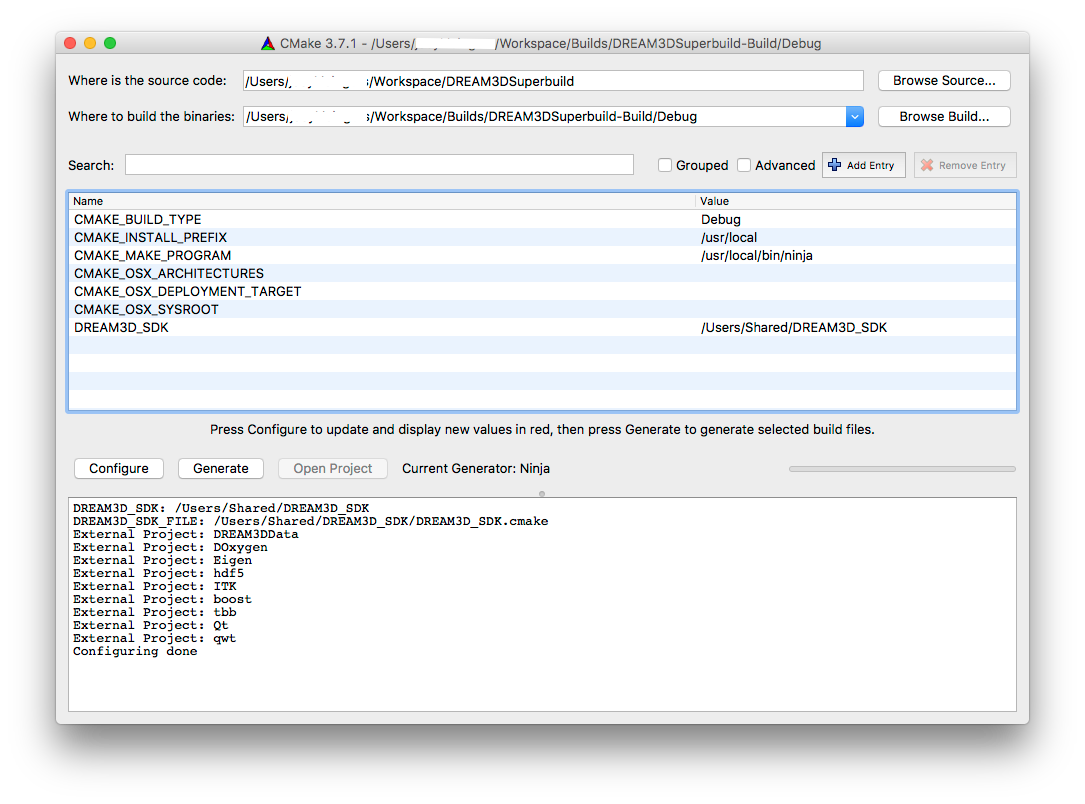 CMake 3.7.1 - /Users/ /Workspace/Builds/DREAM3DSuperbuild-Build/Debug
Where is the source code: /Users/ s/Workspace/DREAM3DSuperbuild Browse Source...
Where to build the binaries: /Users/ s/Workspace/Builds/DREAM3DSuperbuild-Build/Debug Browse Build...
Search: Grouped Advanced Add Entry Remove Entry
Name Value
CMAKE_BUILD_TYPE Debug
CMAKE_INSTALL_PREFIX /usr/local
CMAKE_MAKE_PROGRAM /usr/local/bin/ninja
CMAKE_OSX_ARCHITECTURES
CMAKE_OSX_DEPLOYMENT_TARGET
CMAKE_OSX_SYSROOT
DREAM3D_SDK /Users/Shared/DREAM3D_SDK
Press Configure to update and display new values in red, then press Generate to generate selected build files.
Configure Generate Open Project Current Generator: Ninja
DREAM3D_SDK: /Users/Shared/DREAM3D_SDK
DREAM3D_SDK_FILE: /Users/Shared/DREAM3D_SDK/DREAM3D_SDK.cmake
External Project: DREAM3DData
External Project: DOxygen
External Project: Eigen
External Project: hdf5
External Project: ITK
External Project: boost
External Project: tbb
External Project: Qt
External Project: qwt
Configuring done